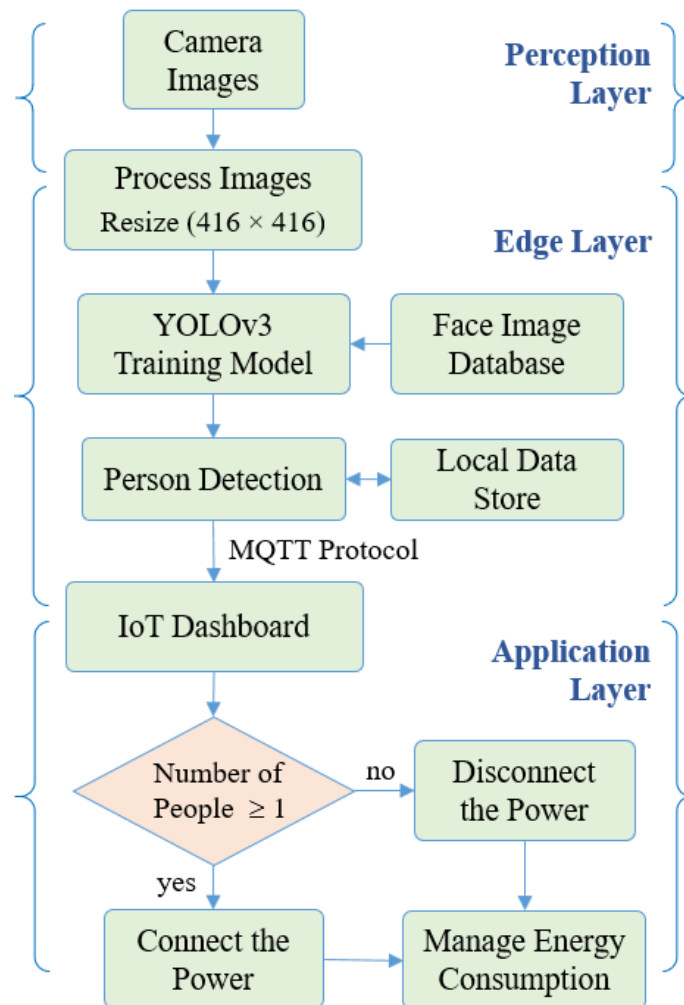 Camera
Images
Perception
Layer
Process Images
Resize (416 × 416)
Edge Layer
YOLOv3
Training Model
Face Image
Database
Person Detection
Local Data
Store
MQTT Protocol
IoT Dashboard
Application
Layer
Number of
People ≥ 1
no
Disconnect
the Power
yes
Connect the
Power
Manage Energy
Consumption